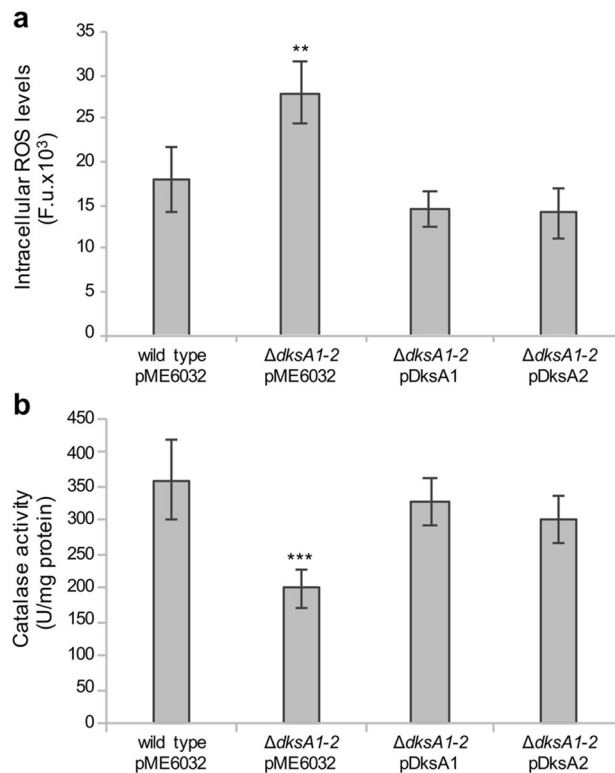 a
Intracellular ROS levels
(F.u.x10³)
35
30
25
20
15
10
5
0
**
wild type
pME6032
ΔdksA1-2
pME6032
ΔdksA1-2
pDksA1
ΔdksA1-2
pDksA2
b
Catalase activity
(U/mg protein)
450
400
350
300
250
200
150
100
50
0
***
wild type
pME6032
ΔdksA1-2
pME6032
ΔdksA1-2
pDksA1
ΔdksA1-2
pDksA2